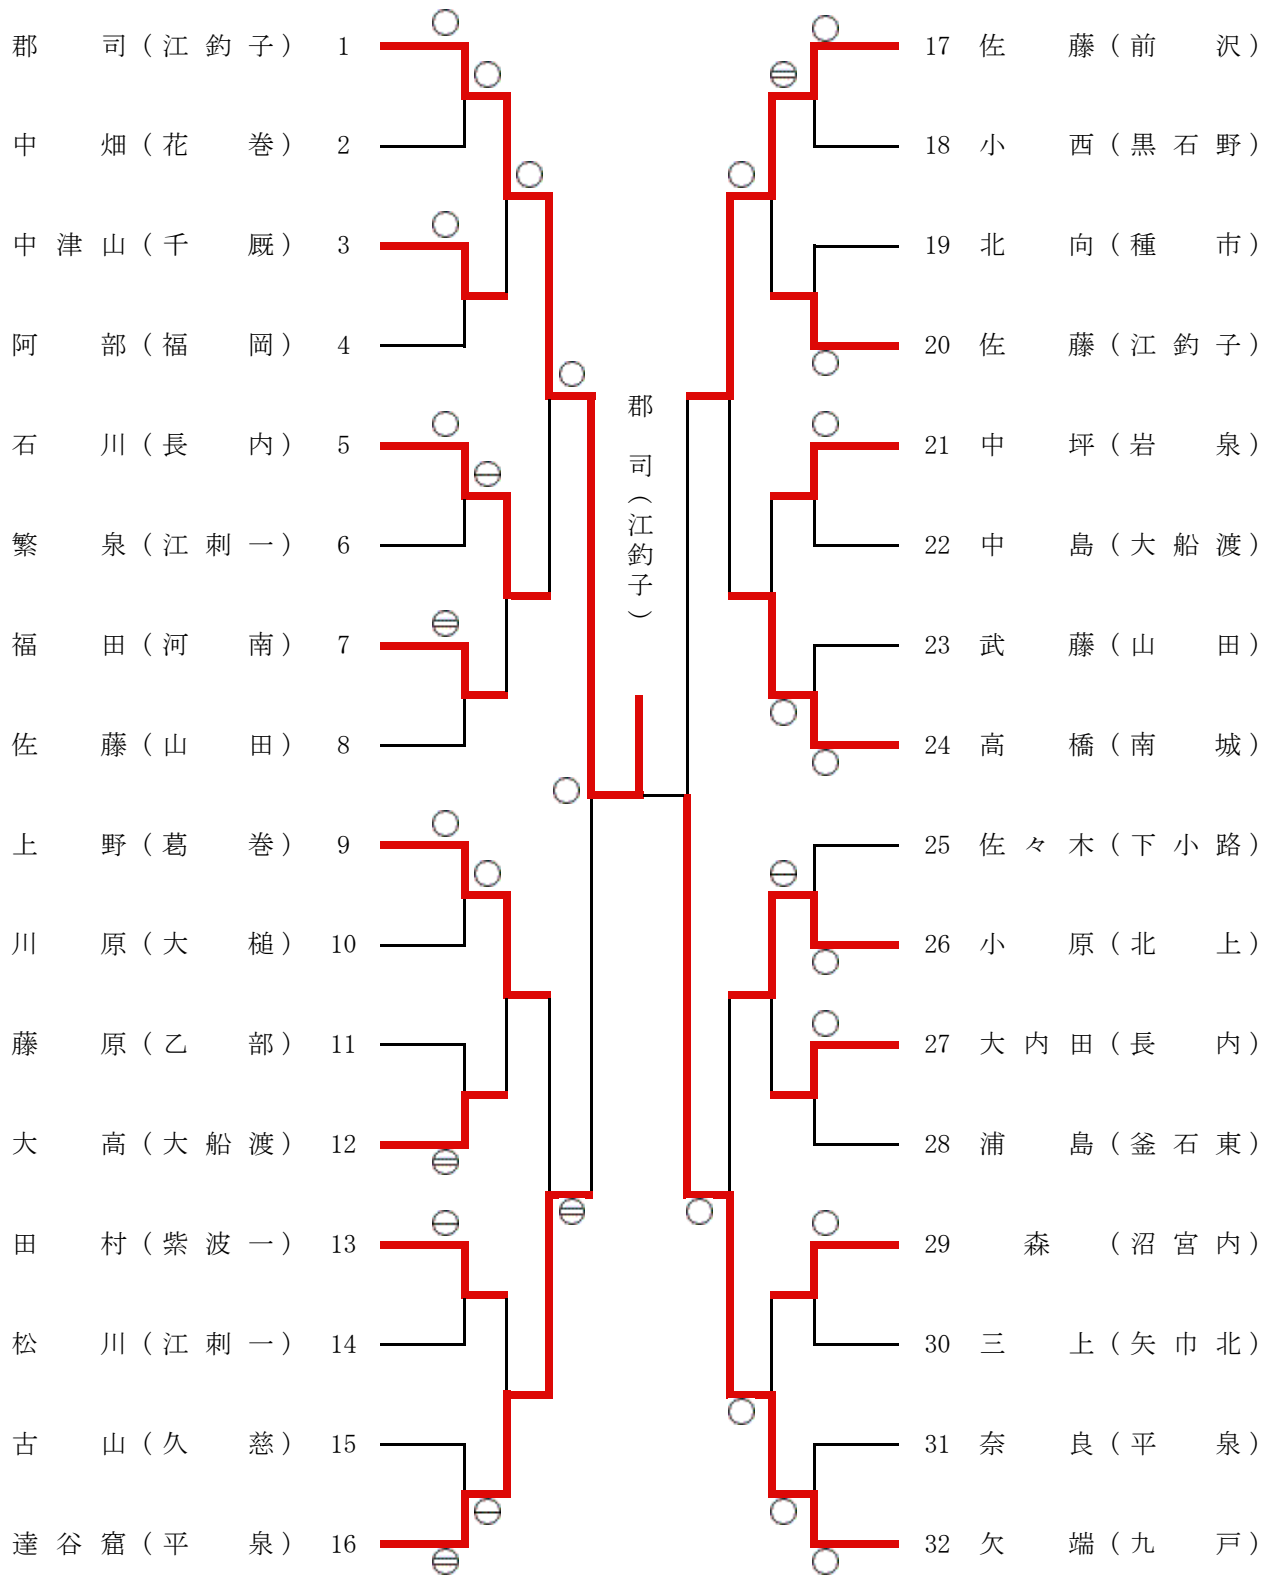 郡司（江釣子） 1
中畑（花巻） 2
中津山（千厩） 3
阿部（福岡） 4
石川（長内） 5
繁泉（江刺一） 6
福田（河南） 7
佐藤（山田） 8
上野（葛巻） 9
川原（大槌） 10
藤原（乙部） 11
大高（大船渡） 12
田村（紫波一） 13
松川（江刺一） 14
古山（久慈） 15
達谷窟（平泉） 16
郡司（江釣子）
17 佐藤（前沢）
18 小西（黒石野）
19 北向（種市）
20 佐藤（江釣子）
21 中坪（岩泉）
22 中島（大船渡）
23 武藤（山田）
24 高橋（南城）
25 佐々木（下小路）
26 小原（北上）
27 大内田（長内）
28 浦島（釜石東）
29 森（沼宮内）
30 三上（矢巾北）
31 奈良（平泉）
32 欠端（九戸）